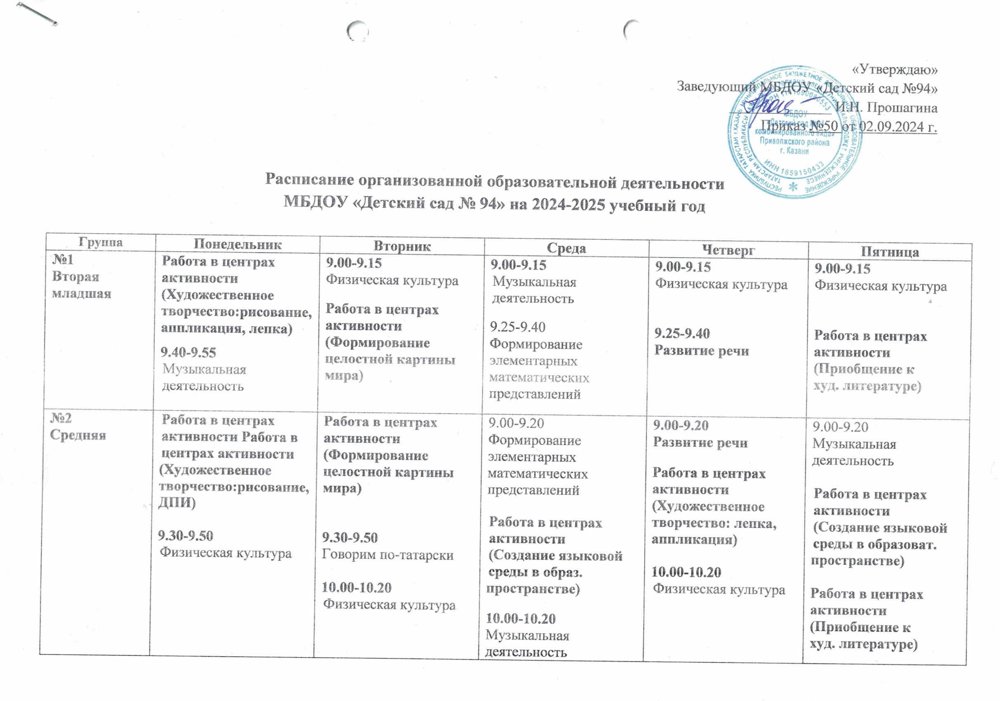 «Утверждаю»
Заведующий МБДОУ «Детский сад №94»
И.Н. Прошагина
Приказ №50 от 02.09.2024 г.
МБДОУ
«Детский сад №94
комбинированного вида»
Приволжского района
г. Казани
ИНН 1659150433
Расписание организованной образовательной деятельности
МБДОУ «Детский сад № 94» на 2024-2025 учебный год
Группа
Понедельник
Вторник
Среда
Четверг
Пятница
№1
Вторая
младшая
Работа в центрах
активности
(Художественное
творчество:рисование,
аппликация, лепка)
9.40-9.55
Музыкальная
деятельность
9.00-9.15
Физическая культура
Работа в центрах
активности
(Формирование
целостной картины
мира)
9.00-9.15
Музыкальная
деятельность
9.25-9.40
Формирование
элементарных
математических
представлений
9.00-9.15
Физическая культура
9.25-9.40
Развитие речи
9.00-9.15
Физическая культура
Работа в центрах
активности
(Приобщение к
худ. литературе)
№2
Средняя
Работа в центрах
активности Работа в
центрах активности
(Художественное
творчество:рисование,
ДПИ)
9.30-9.50
Физическая культура
Работа в центрах
активности
(Формирование
целостной картины
мира)
9.30-9.50
Говорим по-татарски
10.00-10.20
Физическая культура
9.00-9.20
Формирование
элементарных
математических
представлений
Работа в центрах
активности
(Создание языковой
среды в образ.
пространстве)
10.00-10.20
Музыкальная
деятельность
9.00-9.20
Развитие речи
Работа в центрах
активности
(Художественное
творчество: лепка,
аппликация)
10.00-10.20
Физическая культура
9.00-9.20
Музыкальная
деятельность
Работа в центрах
активности
(Создание языковой
среды в образоват.
пространстве)
Работа в центрах
активности
(Приобщение к
худ. литературе)